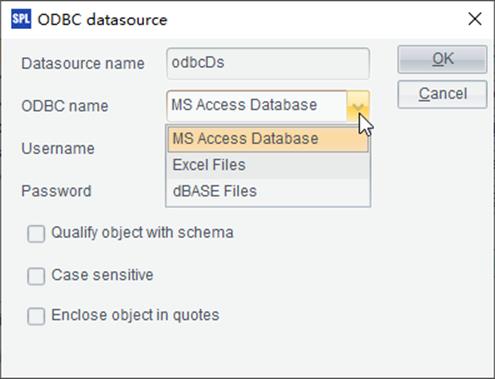 SPL ODBC datasource
Datasource name odbcDs OK
ODBC name MS Access Database Cancel
MS Access Database
Username
Excel Files
Password dBASE Files
Qualify object with schema
Case sensitive
Enclose object in quotes